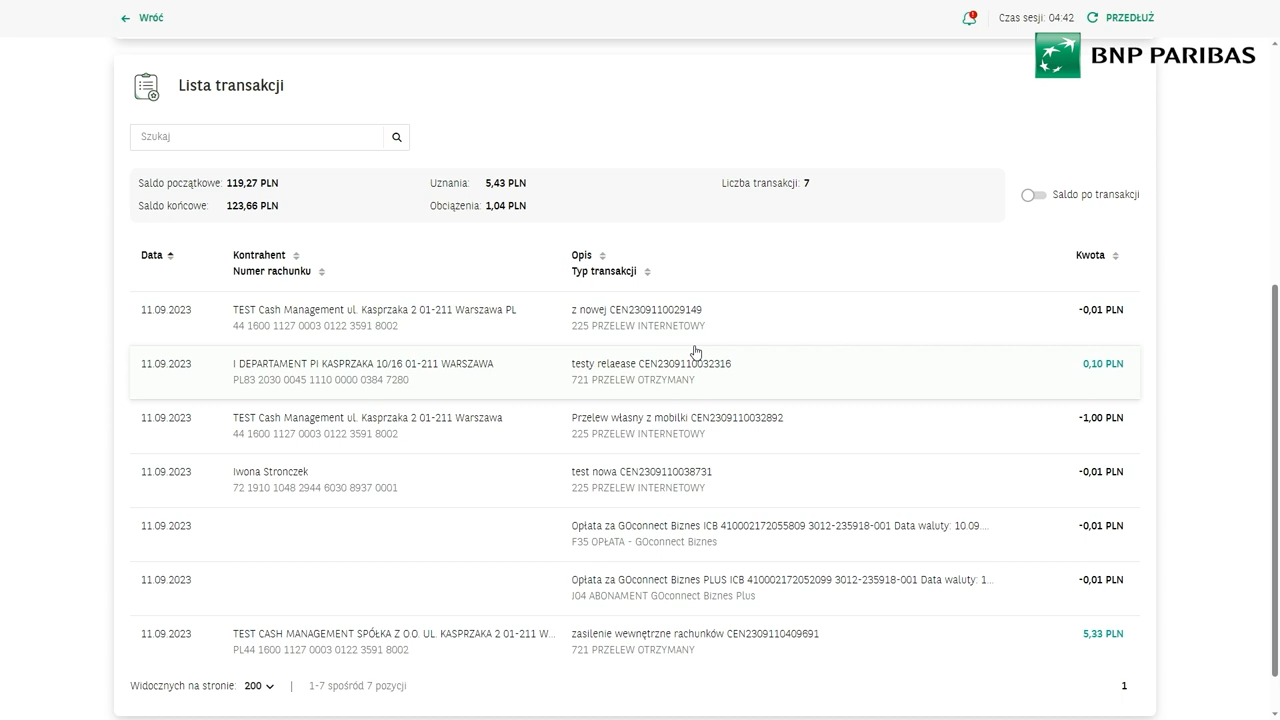 Wróć
Czas sesji: 04:42 PRZEDŁUŻ
BNP PARIBAS
Lista transakcji
Szukaj
Saldo początkowe: 119,27 PLN Uznania: 5,43 PLN Liczba transakcji: 7
Saldo końcowe: 123,66 PLN Obciążenia: 1,04 PLN
Saldo po transakcji
Data Kontrahent Opis Kwota
Numer rachunku Typ transakcji
11.09.2023 TEST Cash Management ul. Kasprzaka 2 01-211 Warszawa PL z nowej CEN2309110029149 -0,01 PLN
44 1600 1127 0003 0122 3591 8002 225 PRZELEW INTERNETOWY
11.09.2023 I DEPARTAMENT PI KASPRZAKA 10/16 01-211 WARSZAWA testy relaease CEN2309110032316 0,10 PLN
PL83 2030 0045 1110 0000 0384 7280 721 PRZELEW OTRZYMANY
11.09.2023 TEST Cash Management ul. Kasprzaka 2 01-211 Warszawa Przelew własny z mobilki CEN2309110032892 -1,00 PLN
44 1600 1127 0003 0122 3591 8002 225 PRZELEW INTERNETOWY
11.09.2023 Iwona Stronczek test nowa CEN2309110038731 -0,01 PLN
72 1910 1048 2944 6030 8937 0001 225 PRZELEW INTERNETOWY
11.09.2023 Opłata za GOconnect Biznes ICB 410002172055809 3012-235918-001 Data waluty: 10.09.... -0,01 PLN
F35 OPŁATA - GOconnect Biznes
11.09.2023 Opłata za GOconnect Biznes PLUS ICB 410002172052099 3012-235918-001 Data waluty: 1... -0,01 PLN
J04 ABONAMENT GOconnect Biznes Plus
11.09.2023 TEST CASH MANAGEMENT SPÓŁKA Z O.O. UL. KASPRZAKA 2 01-211 W... zasilenie wewnętrzne rachunków CEN2309110409691 5,33 PLN
PL44 1600 1127 0003 0122 3591 8002 721 PRZELEW OTRZYMANY
Widocznych na stronie: 200 | 1-7 spośród 7 pozycji 1